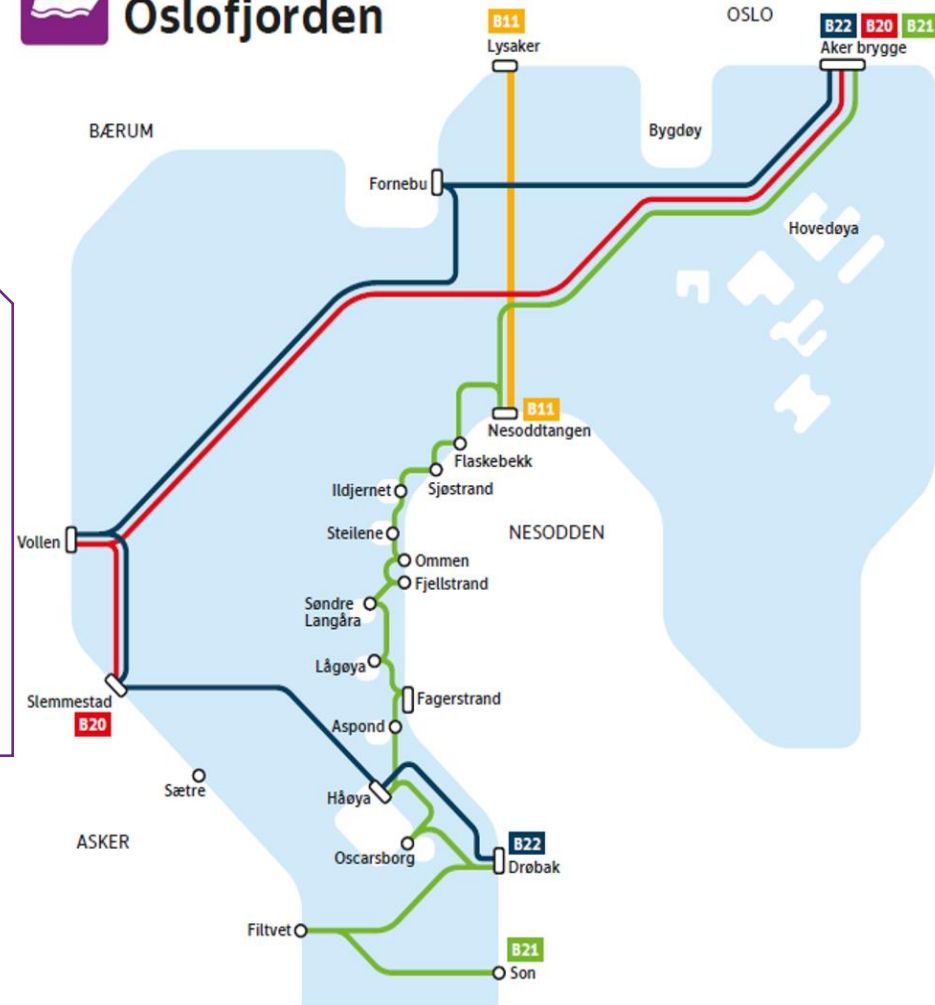 Oslofjorden
B11
Lysaker
OSLO
B22 B20 B21
Aker brygge
BÆRUM
Bygdøy
Fornebu
Hovedøya
B11
Nesoddtangen
Flaskebekk
Ildjernet
Sjøstrand
Steilene
NESODDEN
Vollen
Ommen
Fjellstrand
Søndre
Langåra
Lågøya
Slemmestad
B20
Fagerstrand
Aspond
Sætre
Håøya
ASKER
Oscarsborg
B22
Drøbak
Filtvet
B21
Son